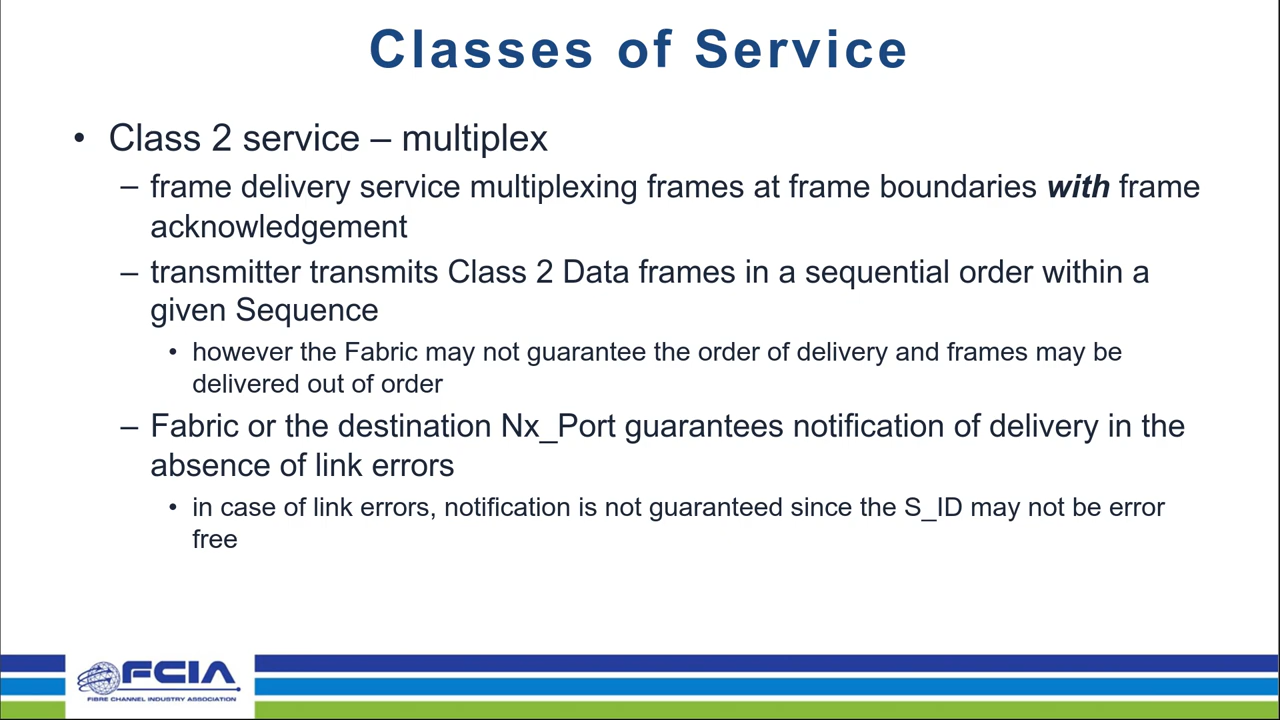 Classes of Service
• Class 2 service – multiplex
– frame delivery service multiplexing frames at frame boundaries with frame
acknowledgement
– transmitter transmits Class 2 Data frames in a sequential order within a
given Sequence
• however the Fabric may not guarantee the order of delivery and frames may be
delivered out of order
– Fabric or the destination Nx_Port guarantees notification of delivery in the
absence of link errors
• in case of link errors, notification is not guaranteed since the S_ID may not be error
free
FCIA
FIBRE CHANNEL INDUSTRY ASSOCIATION